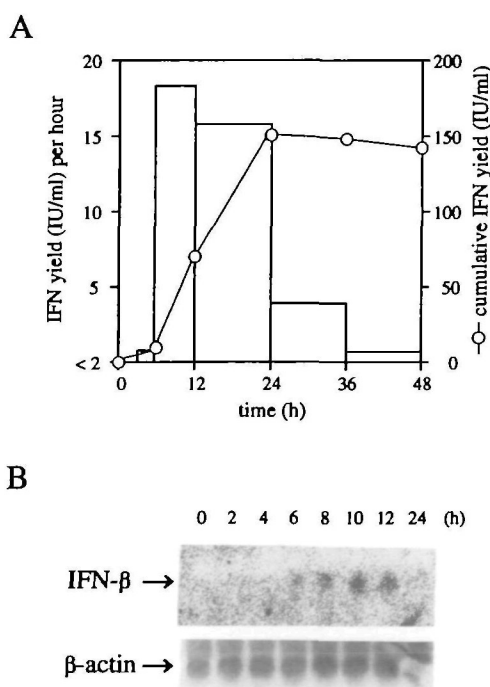 A
IFN yield (IU/ml) per hour
20
15
10
5
< 2
cumulative IFN yield (IU/ml)
200
150
100
50
0
0 12 24 36 48
time (h)
B
0 2 4 6 8 10 12 24 (h)
IFN-β
β-actin